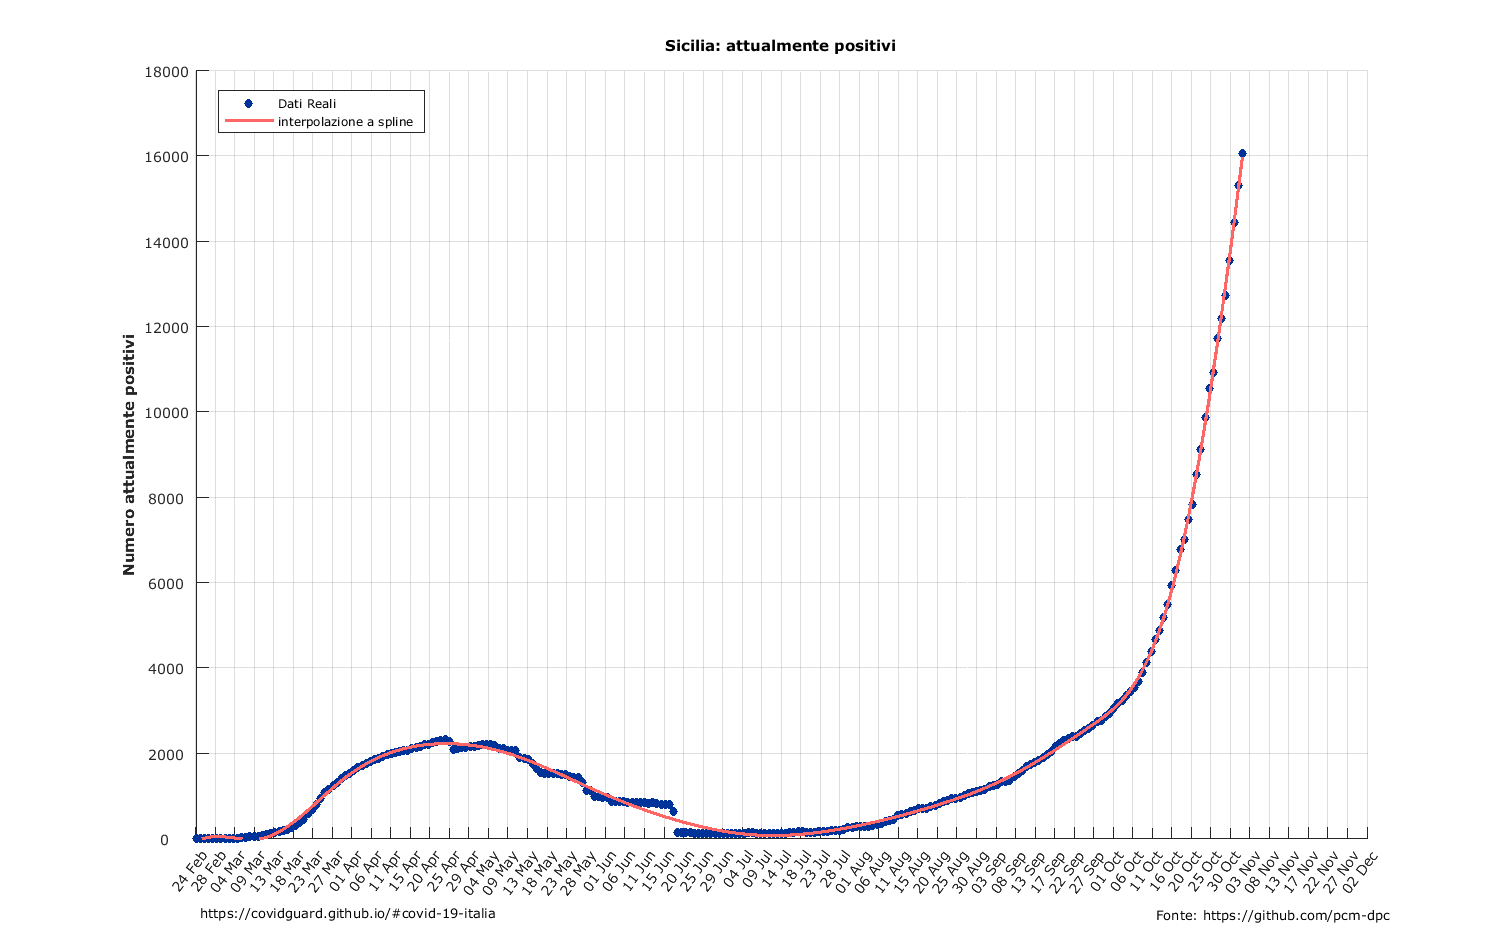 Sicilia: attualmente positivi
18000
16000
14000
12000
10000
8000
6000
4000
2000
0
Numero attualmente positivi
Dati Reali
interpolazione a spline
24 Feb
28 Feb
04 Mar
09 Mar
13 Mar
18 Mar
23 Mar
27 Mar
01 Apr
06 Apr
11 Apr
15 Apr
20 Apr
25 Apr
29 Apr
04 May
09 May
13 May
18 May
23 May
28 May
01 Jun
06 Jun
11 Jun
15 Jun
20 Jun
25 Jun
29 Jun
04 Jul
09 Jul
14 Jul
18 Jul
23 Jul
28 Jul
01 Aug
06 Aug
11 Aug
15 Aug
20 Aug
25 Aug
30 Aug
03 Sep
08 Sep
13 Sep
17 Sep
22 Sep
27 Sep
01 Oct
06 Oct
11 Oct
16 Oct
20 Oct
25 Oct
30 Oct
03 Nov
08 Nov
13 Nov
17 Nov
22 Nov
27 Nov
02 Dec
https://covidguard.github.io/#covid-19-italia
Fonte: https://github.com/pcm-dpc